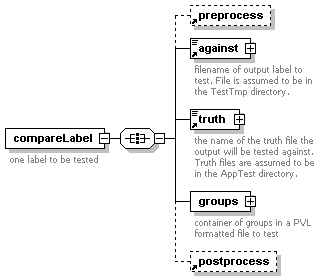 preprocess
against
filename of output label to
test. File is assumed to be in
the TestTmp directory.
truth
the name of the truth file the
output will be tested against.
Truth files are assumed to be
in the AppTest directory.
compareLabel
one label to be tested
groups
container of groups in a PVL
formatted file to test
postprocess